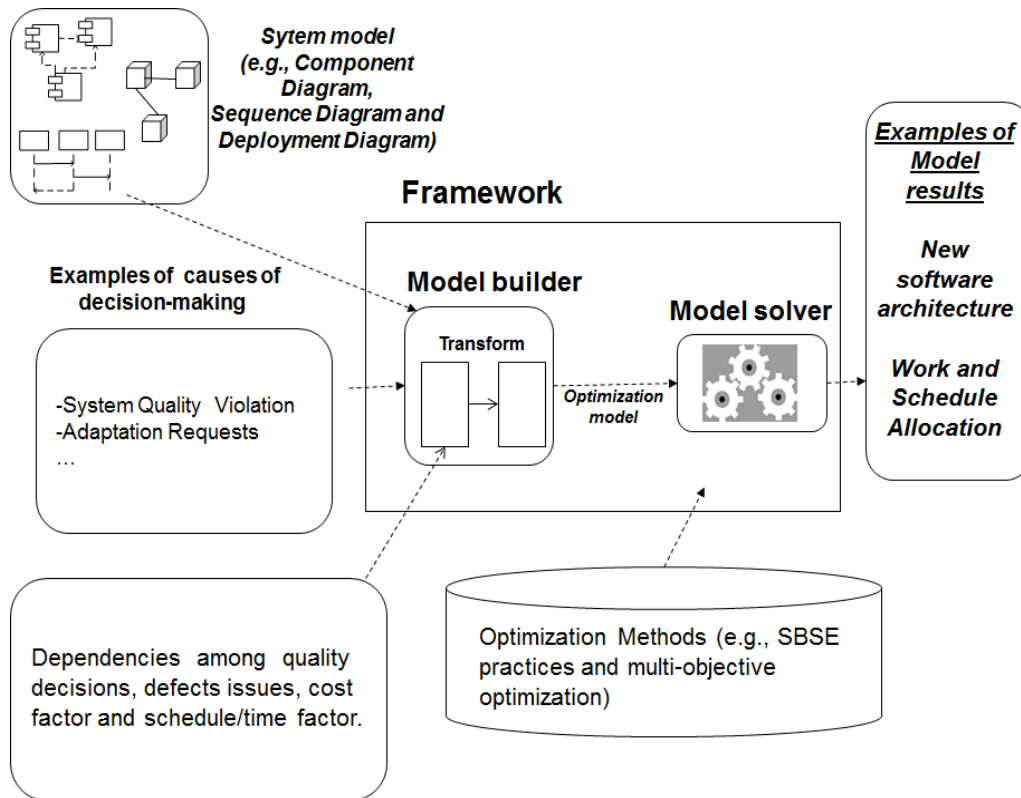 Sytem model
(e.g., Component
Diagram,
Sequence Diagram and
Deployment Diagram)
Framework
Examples of causes of
decision-making
-System Quality Violation
-Adaptation Requests
...
Model builder
Transform
Optimization
model
Model solver
Examples of
Model
results
New
software
architecture
Work and
Schedule
Allocation
Dependencies among quality
decisions, defects issues, cost
factor and schedule/time factor.
Optimization Methods (e.g., SBSE
practices and multi-objective
optimization)